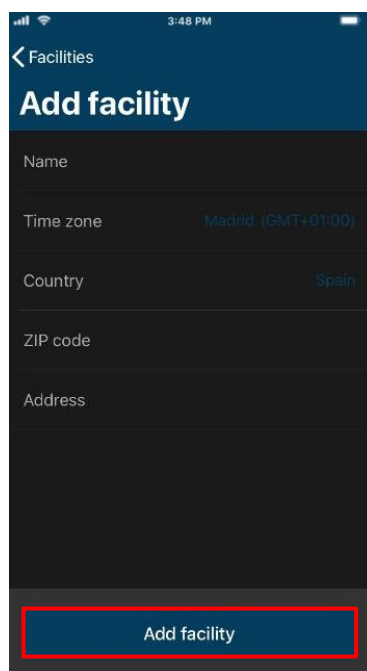 3:48 PM
Facilities
Add facility
Name
Time zone Madrid (GMT+01:00)
Country Spain
ZIP code
Address
Add facility